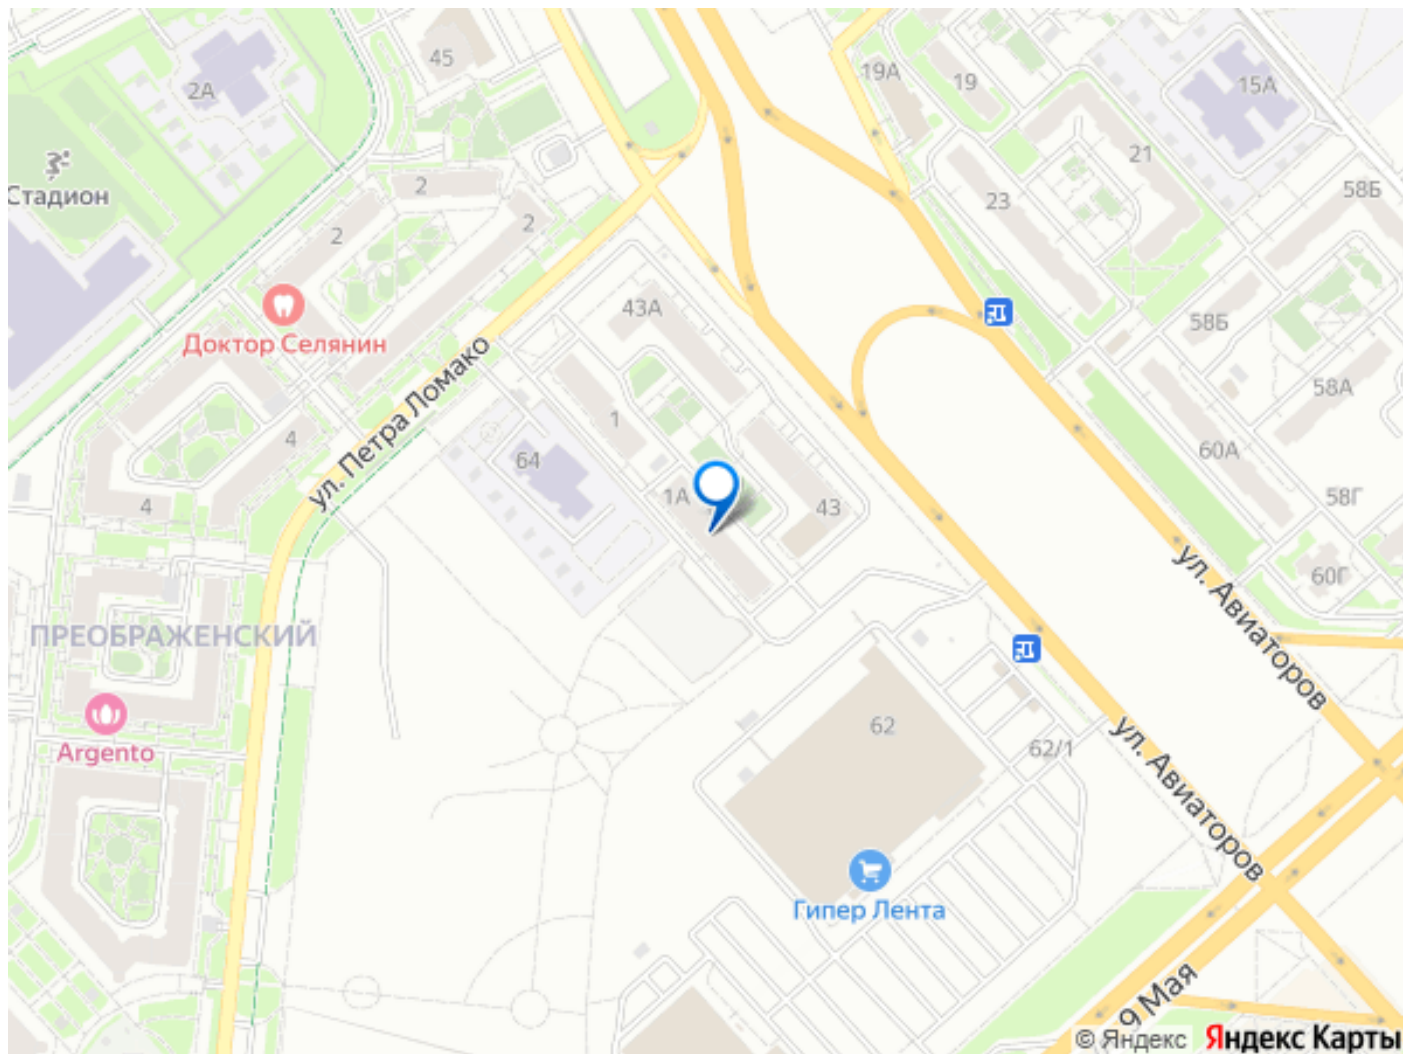 45
19А
19
15А
2А
21
Стадион
2
58Б
23
2
2
43А
58Б
Доктор Селянин
ул. Петра Ломако
58А
1
4
60А
64
1А
58Г
4
43
60Г
ул. Авиаторов
ПРЕОБРАЖЕНСКИЙ
62
62/1
Argento
ул. Авиаторов
Гипер Лента
9 Мая
© Яндекс Яндекс Карты